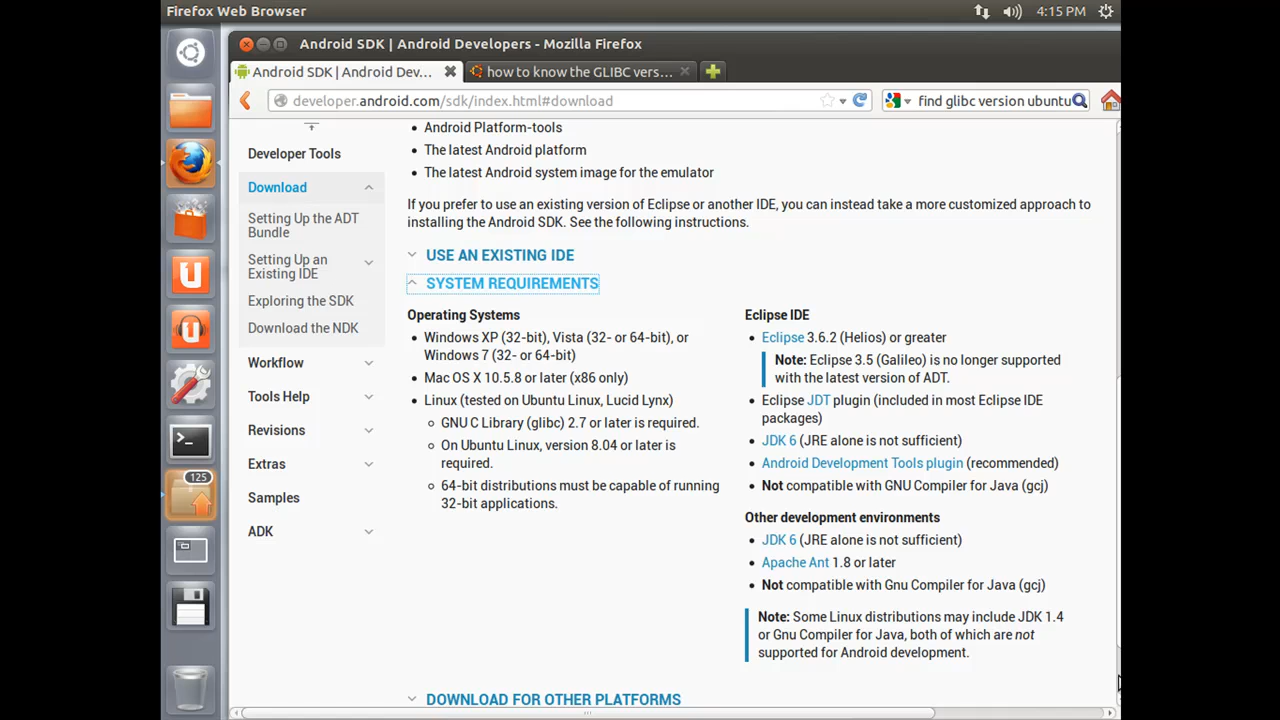 Firefox Web Browser
4:15 PM
Android SDK | Android Developers - Mozilla Firefox
Android SDK | Android Dev...
how to know the GLIBC vers...
developer.android.com/sdk/index.html#download
find glibc version ubuntu
Developer Tools
Download
Setting Up the ADT
Bundle
Setting Up an
Existing IDE
Exploring the SDK
Download the NDK
Workflow
Tools Help
Revisions
Extras
Samples
ADK
125
Android Platform-tools
The latest Android platform
The latest Android system image for the emulator
If you prefer to use an existing version of Eclipse or another IDE, you can instead take a more customized approach to
installing the Android SDK. See the following instructions.
USE AN EXISTING IDE
SYSTEM REQUIREMENTS
Operating Systems
Windows XP (32-bit), Vista (32- or 64-bit), or
Windows 7 (32- or 64-bit)
Mac OS X 10.5.8 or later (x86 only)
Linux (tested on Ubuntu Linux, Lucid Lynx)
GNU C Library (glibc) 2.7 or later is required.
On Ubuntu Linux, version 8.04 or later is
required.
64-bit distributions must be capable of running
32-bit applications.
Eclipse IDE
Eclipse 3.6.2 (Helios) or greater
Note: Eclipse 3.5 (Galileo) is no longer supported
with the latest version of ADT.
Eclipse JDT plugin (included in most Eclipse IDE
packages)
JDK 6 (JRE alone is not sufficient)
Android Development Tools plugin (recommended)
Not compatible with GNU Compiler for Java (gcj)
Other development environments
JDK 6 (JRE alone is not sufficient)
Apache Ant 1.8 or later
Not compatible with Gnu Compiler for Java (gcj)
Note: Some Linux distributions may include JDK 1.4
or Gnu Compiler for Java, both of which are not
supported for Android development.
DOWNLOAD FOR OTHER PLATFORMS